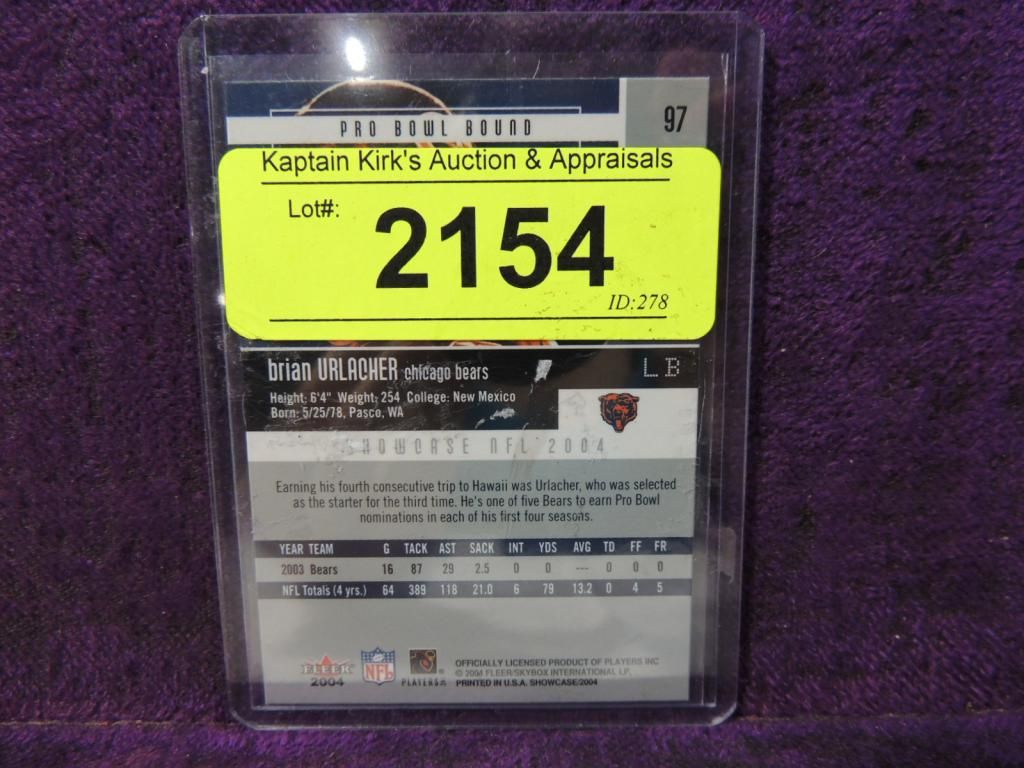 PRO BOWL BOUND
97
Kaptain Kirk's Auction & Appraisals
Lot#:
2154
ID:278
brian URLACHER chicago bears
LB
Height: 6'4" Weight: 254 College: New Mexico
Born: 5/25/78, Pasco, WA
SHOWCASE NFL 2004
Earning his fourth consecutive trip to Hawaii was Urlacher, who was selected
as the starter for the third time. He's one of five Bears to earn Pro Bowl
nominations in each of his first four seasons.
YEAR TEAM G TACK AST SACK INT YDS AVG TD FF FR
2003 Bears 16 87 29 2.5 0 0 --- 0 0 0
NFL Totals (4 yrs.) 64 389 118 21.0 6 79 13.2 0 4 5
FLEER
2004
NFL
PLAYERS INC
OFFICIALLY LICENSED PRODUCT OF PLAYERS INC
© 2004 FLEER/SKYBOX INTERNATIONAL LP.
PRINTED IN U.S.A. SHOWCASE/2004